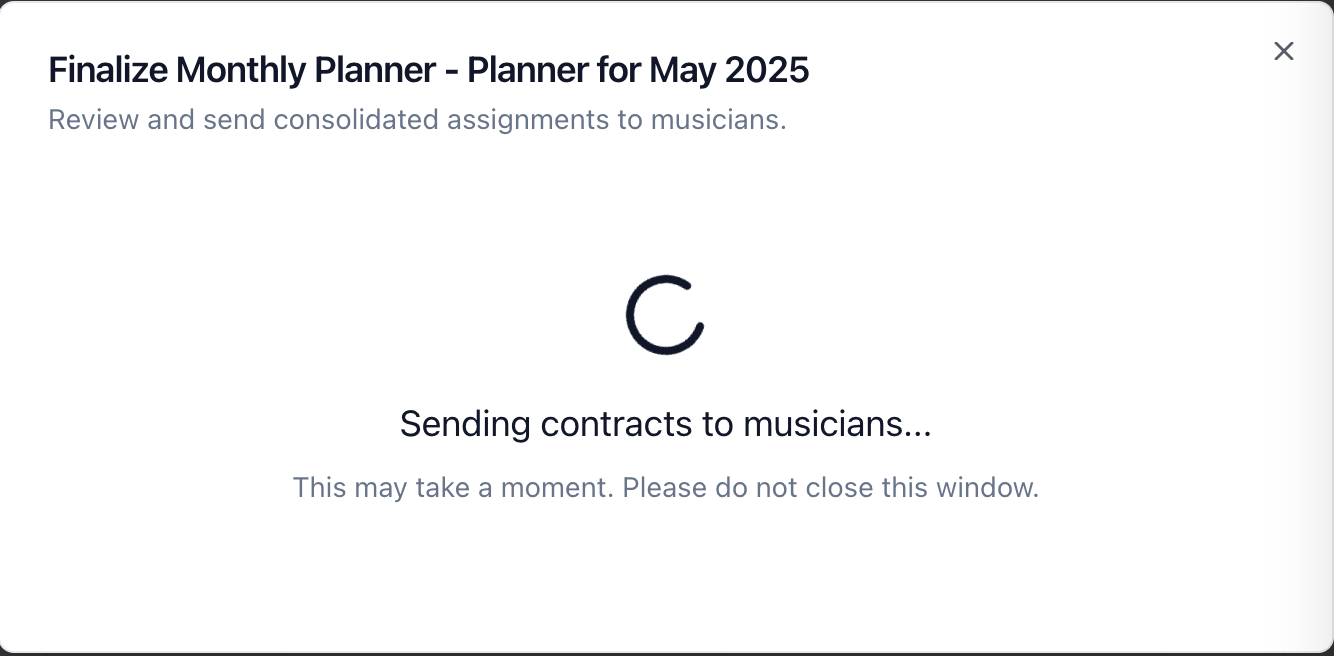 Finalize Monthly Planner - Planner for May 2025
Review and send consolidated assignments to musicians.
Sending contracts to musicians...
This may take a moment. Please do not close this window.